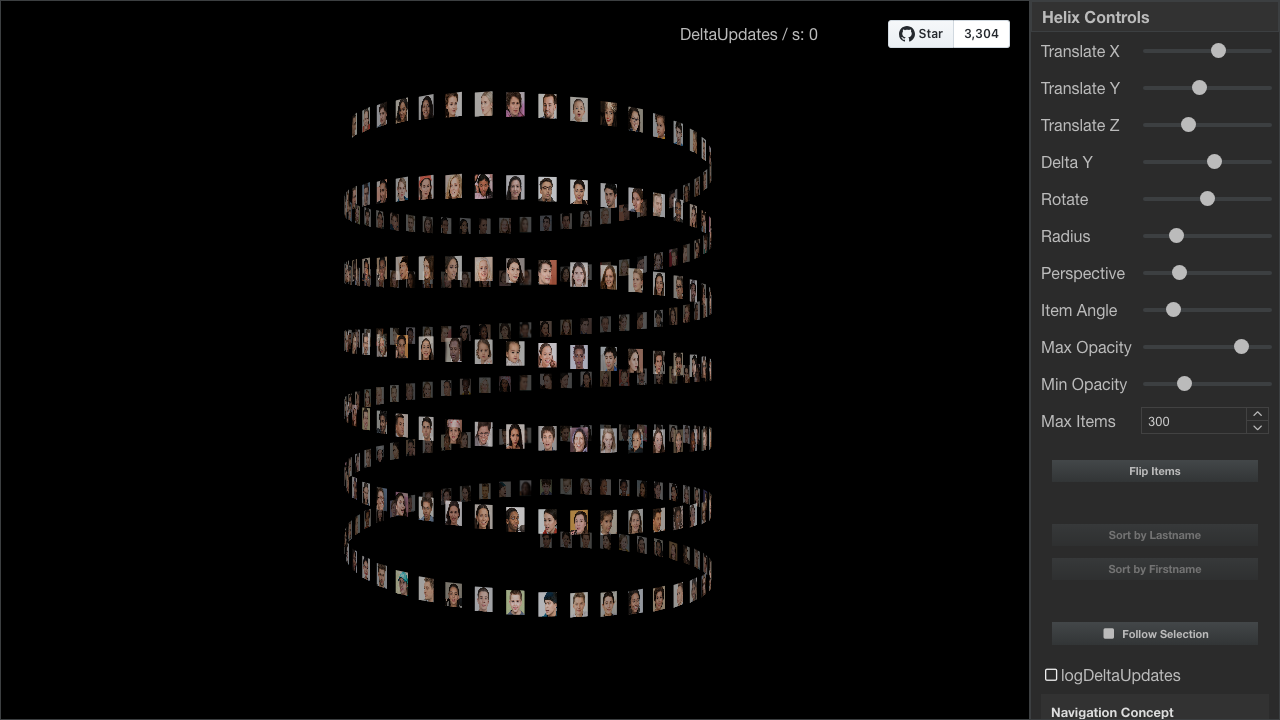 DeltaUpdates / s: 0
Star
3,304
Helix Controls
Translate X
Translate Y
Translate Z
Delta Y
Rotate
Radius
Perspective
Item Angle
Max Opacity
Min Opacity
Max Items
300
Flip Items
Sort by Lastname
Sort by Firstname
Follow Selection
logDeltaUpdates
Navigation Concept